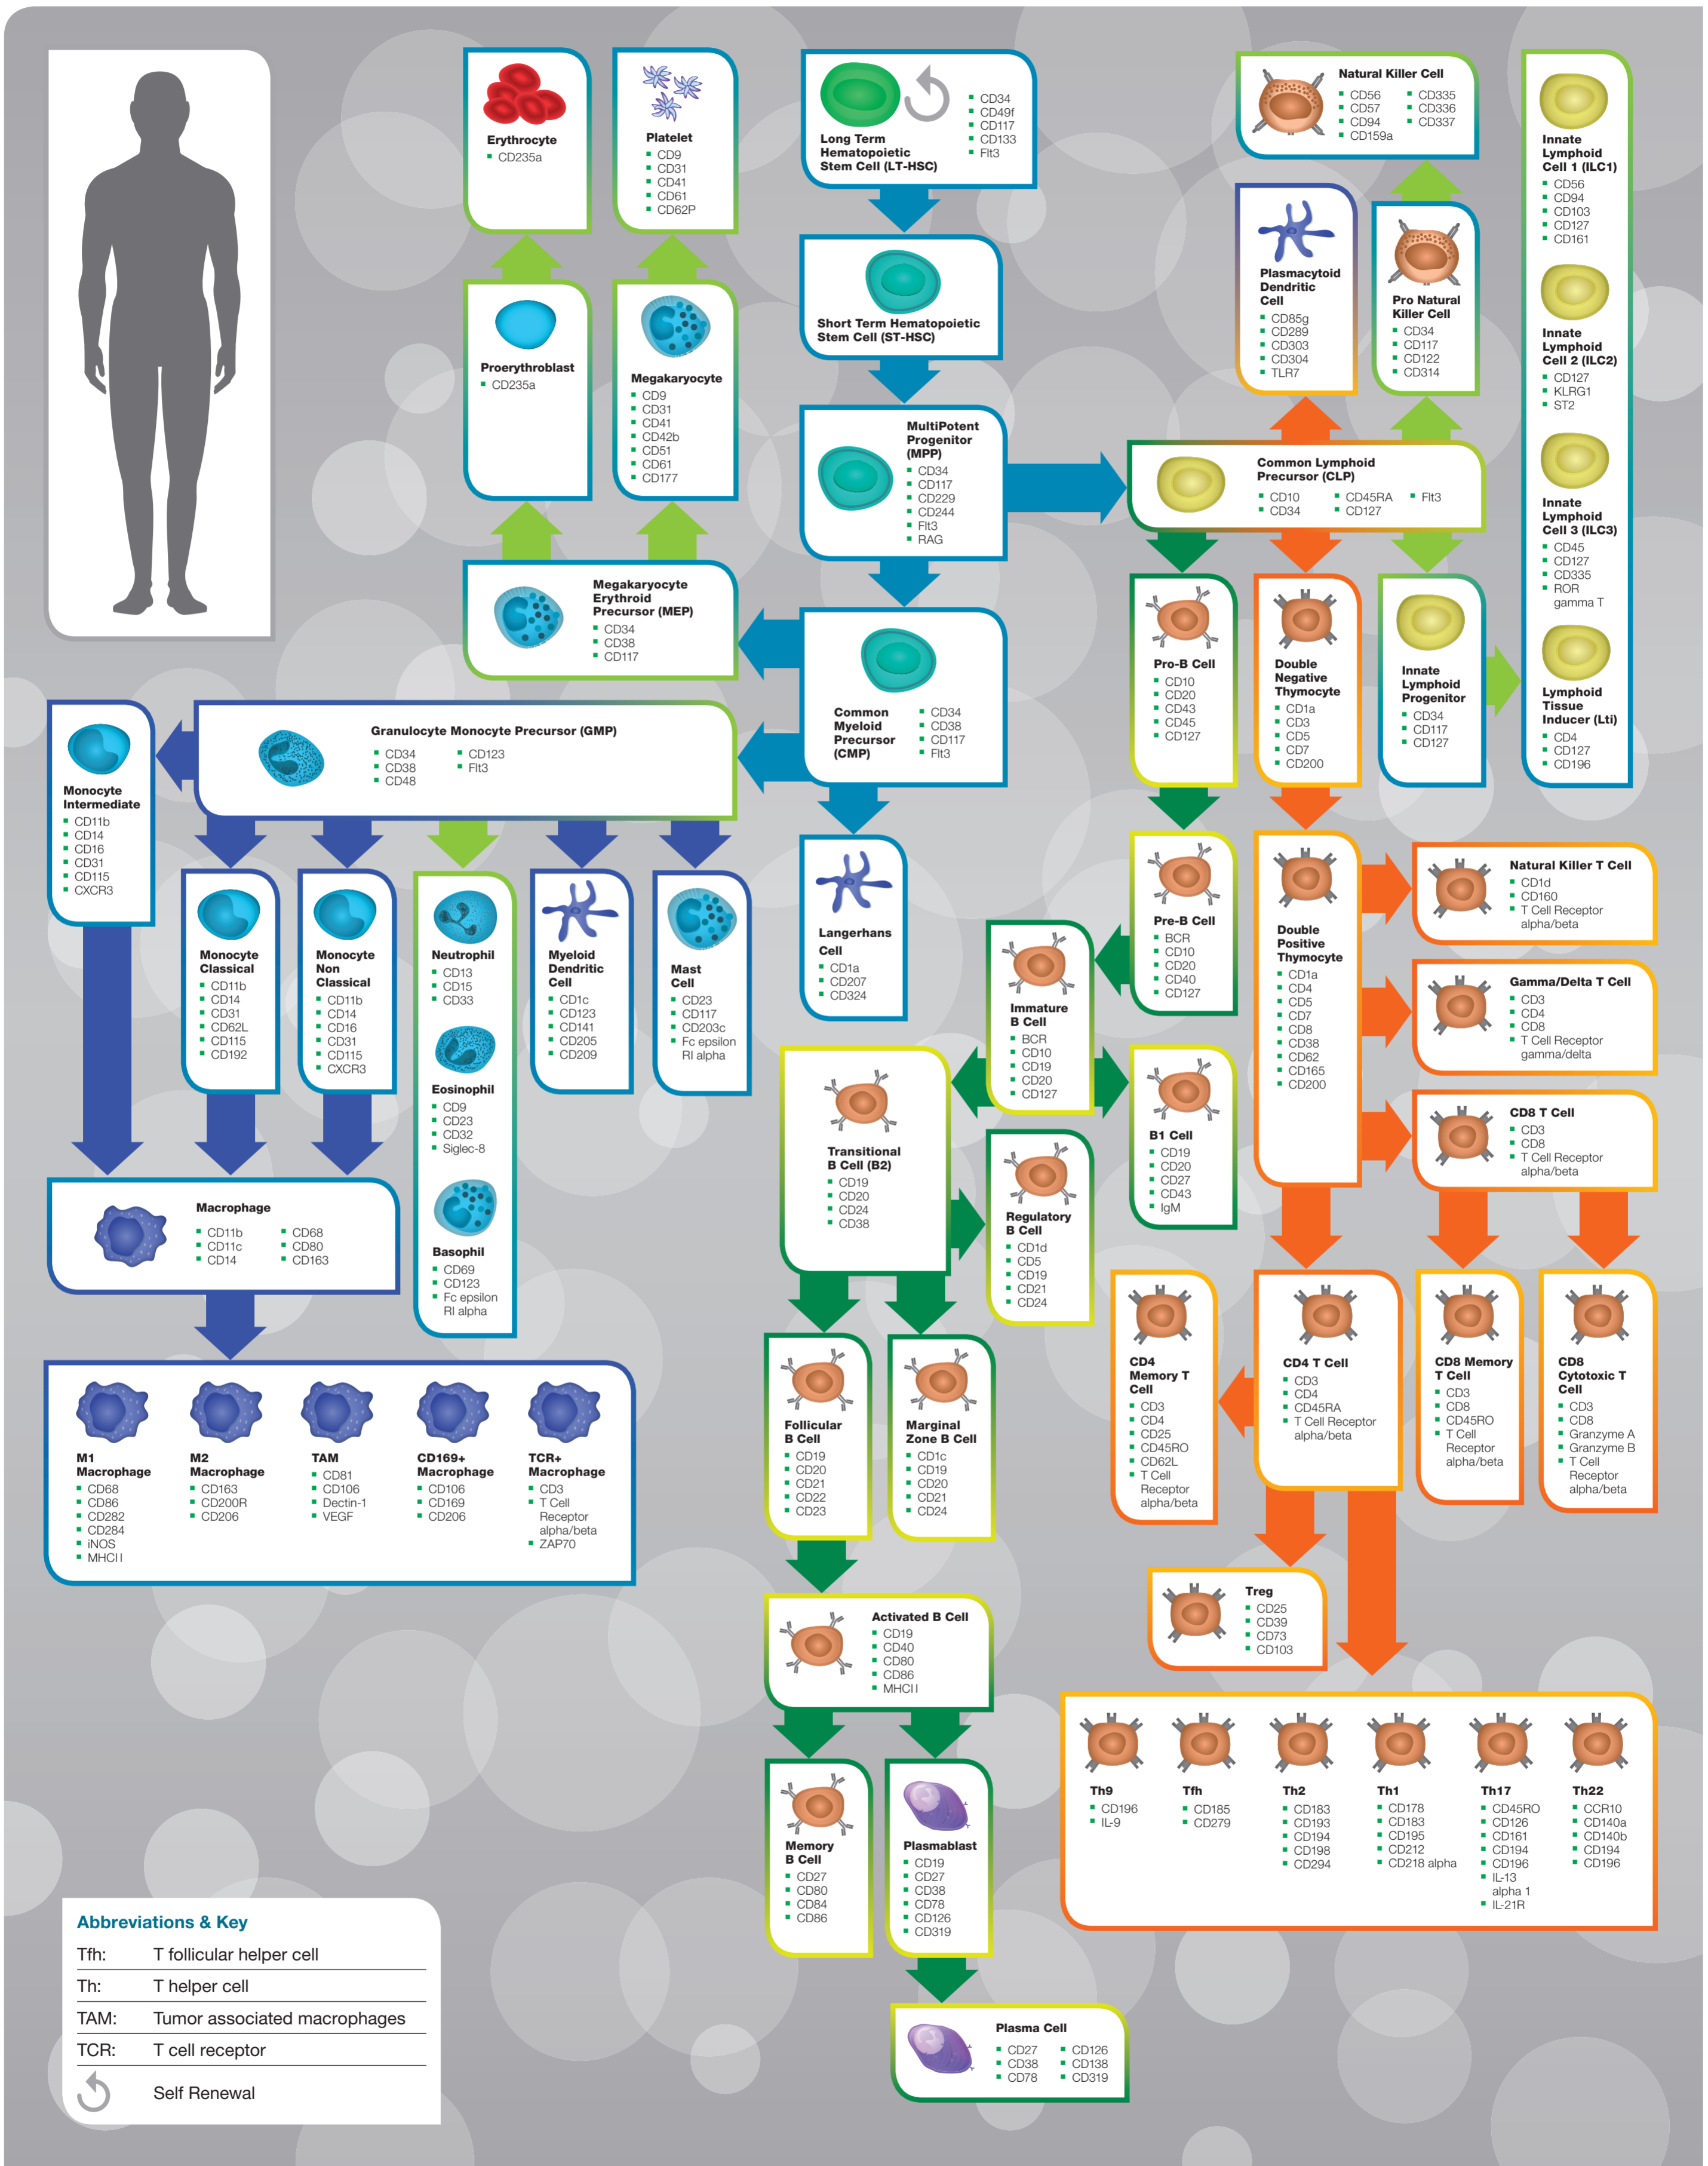 Erythrocyte
CD235a
Platelet
CD9
CD31
CD41
CD61
CD62P
Long Term
Hematopoietic
Stem Cell (LT-HSC)
CD34
CD49f
CD117
CD133
Flt3
Natural Killer Cell
CD56
CD57
CD94
CD159a
CD335
CD336
CD337
Innate
Lymphoid
Cell 1 (ILC1)
CD56
CD94
CD103
CD127
CD161
Innate
Lymphoid
Cell 2 (ILC2)
CD127
KLRG1
ST2
Innate
Lymphoid
Cell 3 (ILC3)
CD45
CD127
CD335
ROR
gamma T
Lymphoid
Tissue
Inducer (Lti)
CD4
CD127
CD196
Plasmacytoid
Dendritic
Cell
CD85g
CD289
CD303
CD304
TLR7
Pro Natural
Killer Cell
CD34
CD117
CD122
CD314
Short Term Hematopoietic
Stem Cell (ST-HSC)
Proerythroblast
CD235a
Megakaryocyte
CD9
CD31
CD41
CD42b
CD51
CD61
CD177
MultiPotent
Progenitor
(MPP)
CD34
CD117
CD229
CD244
Flt3
RAG
Common Lymphoid
Precursor (CLP)
CD10
CD34
CD45RA
CD127
Flt3
Megakaryocyte
Erythroid
Precursor (MEP)
CD34
CD38
CD117
Common
Myeloid
Precursor
(CMP)
CD34
CD38
CD117
Flt3
Pro-B Cell
CD10
CD20
CD43
CD45
CD127
Double
Negative
Thymocyte
CD1a
CD3
CD5
CD7
CD200
Innate
Lymphoid
Progenitor
CD34
CD117
CD127
Granulocyte Monocyte Precursor (GMP)
CD34
CD38
CD48
CD123
Flt3
Monocyte
Intermediate
CD11b
CD14
CD16
CD31
CD115
CXCR3
Monocyte
Classical
CD11b
CD14
CD31
CD62L
CD115
CD192
Monocyte
Non
Classical
CD11b
CD14
CD16
CD31
CD115
CXCR3
Neutrophil
CD13
CD15
CD33
Eosinophil
CD9
CD23
CD32
Siglec-8
Basophil
CD69
CD123
Fc epsilon
RI alpha
Myeloid
Dendritic
Cell
CD1c
CD123
CD141
CD205
CD209
Mast
Cell
CD23
CD117
CD203c
Fc epsilon
RI alpha
Langerhans
Cell
CD1a
CD207
CD324
Pre-B Cell
BCR
CD10
CD20
CD40
CD127
Immature
B Cell
BCR
CD10
CD19
CD20
CD127
Double
Positive
Thymocyte
CD1a
CD4
CD5
CD7
CD8
CD38
CD62
CD165
CD200
Natural Killer T Cell
CD1d
CD160
T Cell Receptor
alpha/beta
Gamma/Delta T Cell
CD3
CD4
CD8
T Cell Receptor
gamma/delta
CD8 T Cell
CD3
CD8
T Cell Receptor
alpha/beta
Transitional
B Cell (B2)
CD19
CD20
CD24
CD38
B1 Cell
CD19
CD20
CD27
CD43
IgM
Regulatory
B Cell
CD1d
CD5
CD19
CD21
CD24
Macrophage
CD11b
CD11c
CD14
CD68
CD80
CD163
M1
Macrophage
CD68
CD86
CD282
CD284
iNOS
MHCII
M2
Macrophage
CD163
CD200R
CD206
TAM
CD81
CD106
Dectin-1
VEGF
CD169+
Macrophage
CD106
CD169
CD206
TCR+
Macrophage
CD3
T Cell
Receptor
alpha/beta
ZAP70
Follicular
B Cell
CD19
CD20
CD21
CD22
CD23
Marginal
Zone B Cell
CD1c
CD19
CD20
CD21
CD24
CD4
Memory T
Cell
CD3
CD4
CD25
CD45RO
CD62L
T Cell
Receptor
alpha/beta
CD4 T Cell
CD3
CD4
CD45RA
T Cell Receptor
alpha/beta
CD8 Memory
T Cell
CD3
CD8
CD45RO
T Cell
Receptor
alpha/beta
CD8
Cytotoxic T
Cell
CD3
CD8
Granzyme A
Granzyme B
T Cell
Receptor
alpha/beta
Treg
CD25
CD39
CD73
CD103
Activated B Cell
CD19
CD40
CD80
CD86
MHCII
Memory
B Cell
CD27
CD80
CD84
CD86
Plasmablast
CD19
CD27
CD38
CD78
CD126
CD319
Th9
CD196
IL-9
Tfh
CD185
CD279
Th2
CD183
CD193
CD194
CD198
CD294
Th1
CD178
CD183
CD195
CD212
CD218 alpha
Th17
CD45RO
CD126
CD161
CD194
CD196
IL-13
alpha 1
IL-21R
Th22
CCR10
CD140a
CD140b
CD194
CD196
Plasma Cell
CD27
CD38
CD78
CD126
CD138
CD319
Abbreviations & Key
Tfh: T follicular helper cell
Th: T helper cell
TAM: Tumor associated macrophages
TCR: T cell receptor
Self Renewal